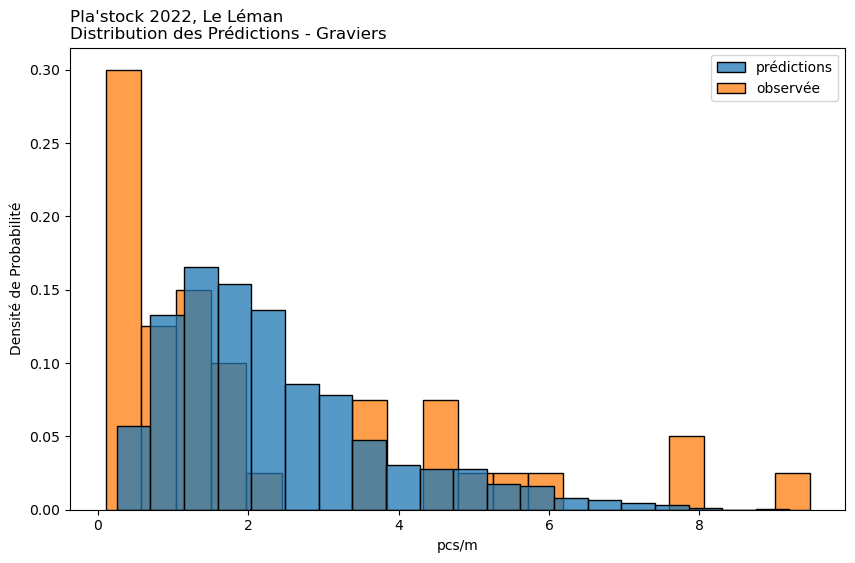 Pla'stock 2022, Le Léman
Distribution des Prédictions - Graviers
prédictions
observée
Densité de Probabilité
0.30
0.25
0.20
0.15
0.10
0.05
0.00
0 2 4 6 8
pcs/m